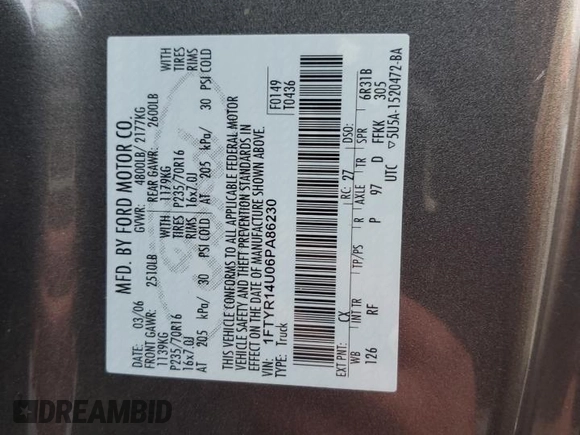 MFD. BY FORD MOTOR CO.
DATE: 03/06 GVWR: 4800LB/ 2177KG
FRONT GAWR: 2510LB REAR GAWR: 2600LB
1139KG WITH 1179KG WITH
P235/70R16 TIRES P235/70R16 TIRES
16x7.0J RIMS 16x7.0J RIMS
AT 205 kPa/ 30 PSI COLD AT 205 kPa/ 30 PSI COLD
THIS VEHICLE CONFORMS TO ALL APPLICABLE FEDERAL MOTOR
VEHICLE SAFETY AND THEFT PREVENTION STANDARDS IN
EFFECT ON THE DATE OF MANUFACTURE SHOWN ABOVE.
VIN: 1FTYR14U06PA86230 F0149
TYPE: Truck T0436
EXT PNT: CX RC: 27 DSO:
WB INT TR TP/PS R AXLE TR SPR 6R31B
126 RF P 97 D FFKK 305
UTC ▽5U5A-1520472-BA
DREAMBID